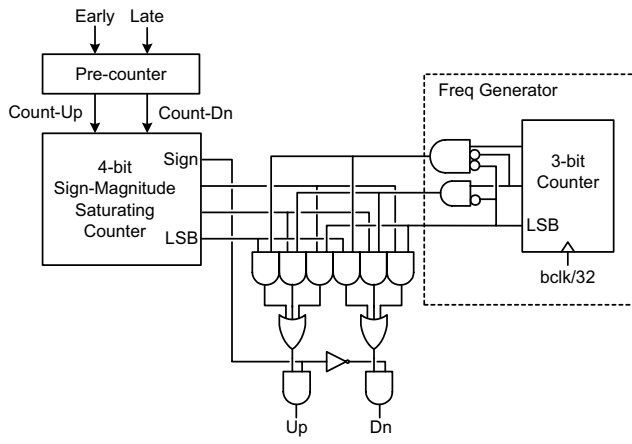 Early Late
Pre-counter
Count-Up Count-Dn
Freq Generator
Sign
4-bit
Sign-Magnitude
Saturating
Counter
LSB
3-bit
Counter
LSB
bclk/32
Up Dn